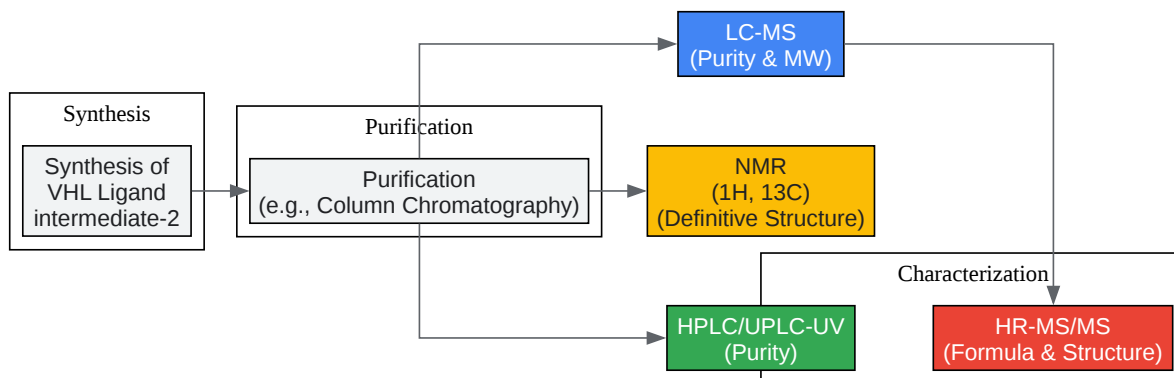 Synthesis
Synthesis of
VHL Ligand
intermediate-2
Purification
Purification
(e.g., Column Chromatography)
LC-MS
(Purity & MW)
NMR
(1H, 13C)
(Definitive Structure)
Characterization
HPLC/UPLC-UV
(Purity)
HR-MS/MS
(Formula & Structure)